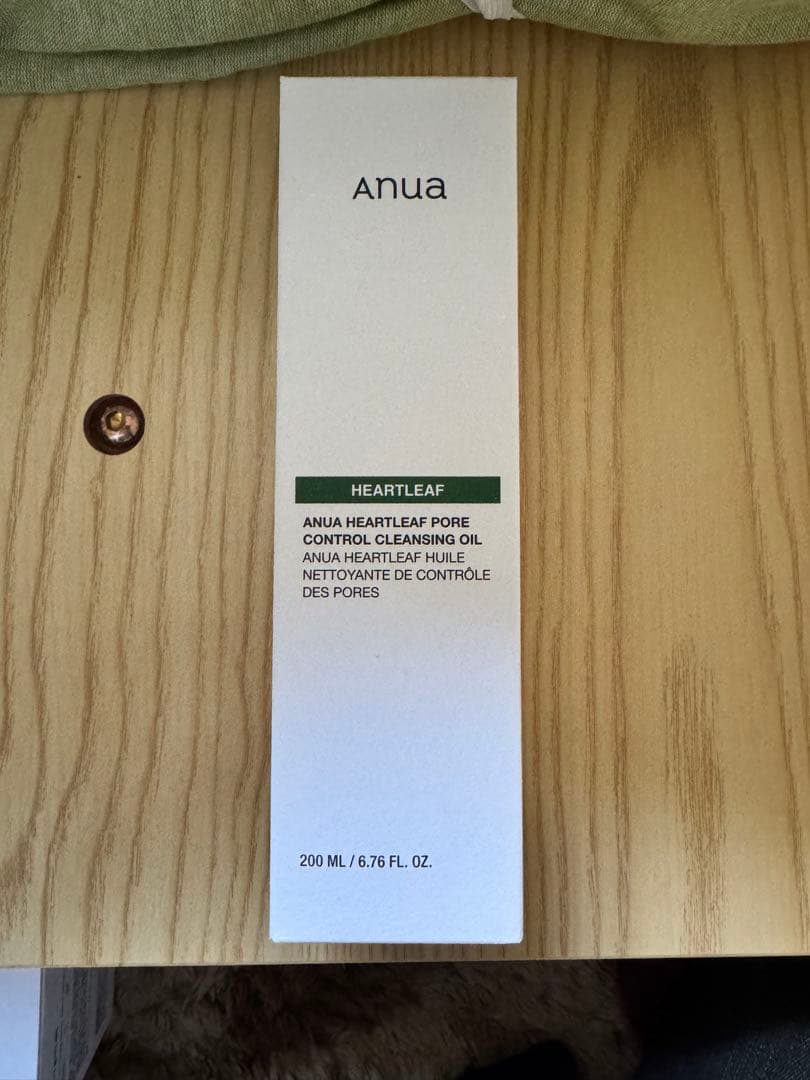 Anua
HEARTLEAF
ANUA HEARTLEAF PORE
CONTROL CLEANSING OIL
ANUA HEARTLEAF HUILE
NETTOYANTE DE CONTRÔLE
DES PORES
200 ML / 6.76 FL. OZ.